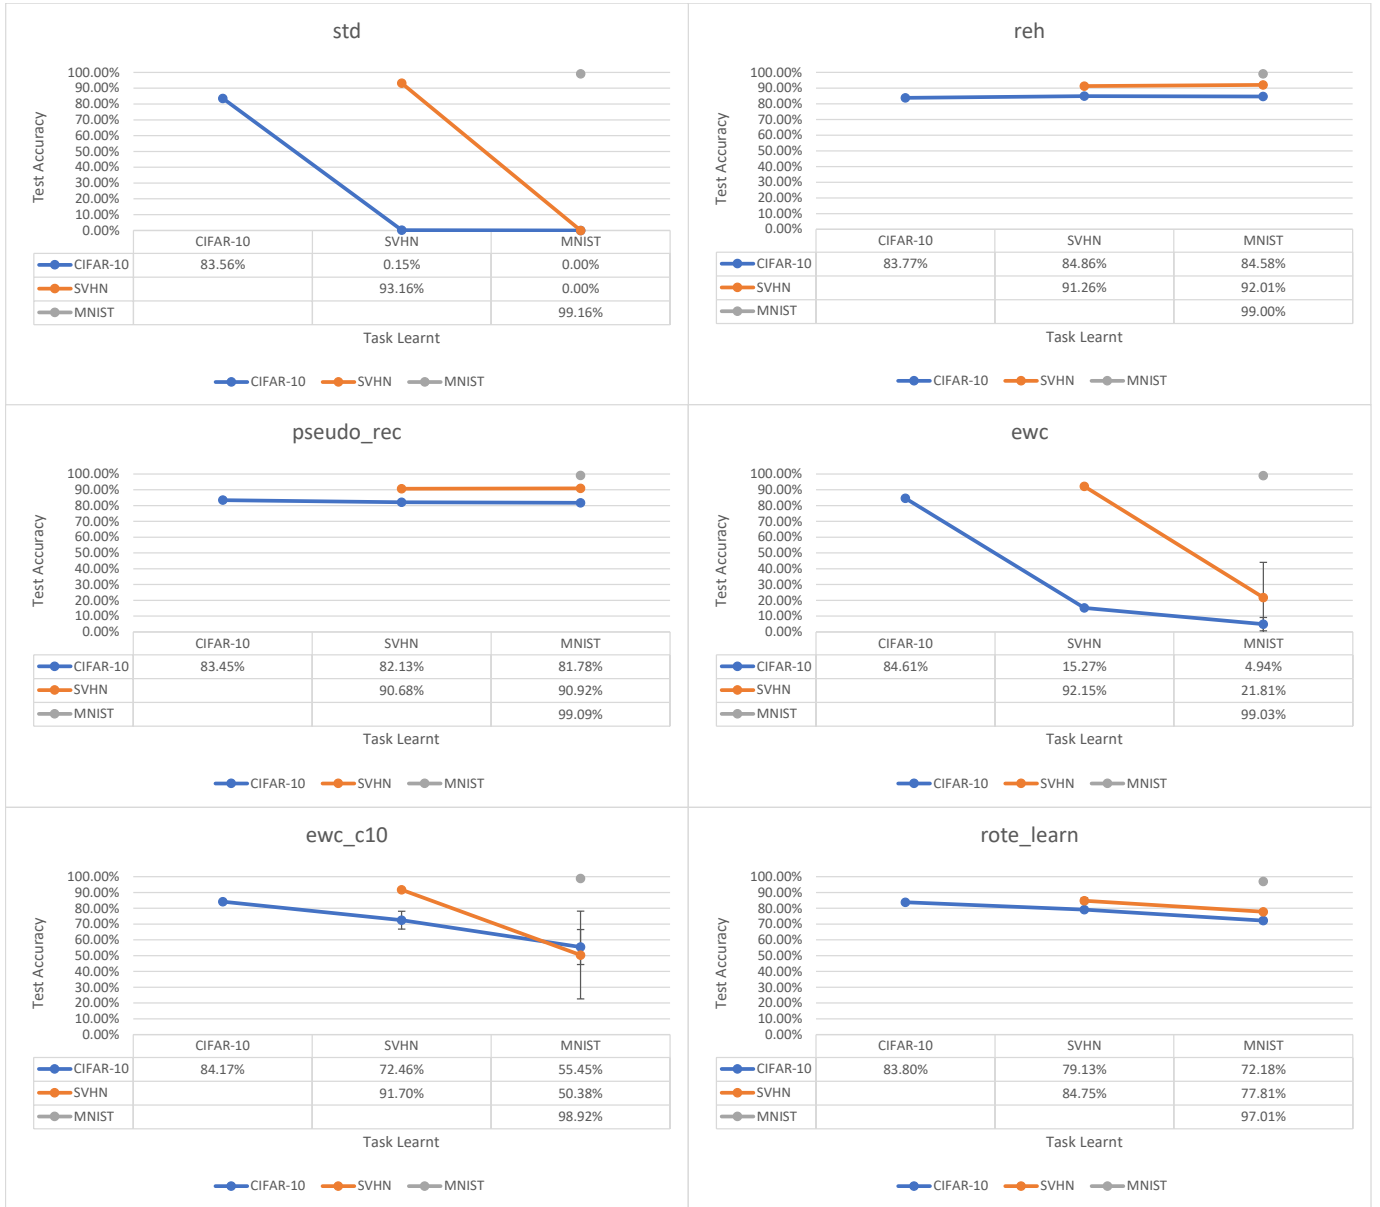 std
100.00%
90.00%
80.00%
70.00%
60.00%
50.00%
40.00%
30.00%
20.00%
10.00%
0.00%
Test Accuracy
CIFAR-10 SVHN MNIST
CIFAR-10 83.56% 0.15% 0.00%
SVHN 93.16% 0.00%
MNIST 99.16%
Task Learnt
CIFAR-10 SVHN MNIST
reh
100.00%
90.00%
80.00%
70.00%
60.00%
50.00%
40.00%
30.00%
20.00%
10.00%
0.00%
Test Accuracy
CIFAR-10 SVHN MNIST
CIFAR-10 83.77% 84.86% 84.58%
SVHN 91.26% 92.01%
MNIST 99.00%
Task Learnt
CIFAR-10 SVHN MNIST
pseudo_rec
100.00%
90.00%
80.00%
70.00%
60.00%
50.00%
40.00%
30.00%
20.00%
10.00%
0.00%
Test Accuracy
CIFAR-10 SVHN MNIST
CIFAR-10 83.45% 82.13% 81.78%
SVHN 90.68% 90.92%
MNIST 99.09%
Task Learnt
CIFAR-10 SVHN MNIST
ewc
100.00%
90.00%
80.00%
70.00%
60.00%
50.00%
40.00%
30.00%
20.00%
10.00%
0.00%
Test Accuracy
CIFAR-10 SVHN MNIST
CIFAR-10 84.61% 15.27% 4.94%
SVHN 92.15% 21.81%
MNIST 99.03%
Task Learnt
CIFAR-10 SVHN MNIST
ewc_c10
100.00%
90.00%
80.00%
70.00%
60.00%
50.00%
40.00%
30.00%
20.00%
10.00%
0.00%
Test Accuracy
CIFAR-10 SVHN MNIST
CIFAR-10 84.17% 72.46% 55.45%
SVHN 91.70% 50.38%
MNIST 98.92%
Task Learnt
CIFAR-10 SVHN MNIST
rote_learn
100.00%
90.00%
80.00%
70.00%
60.00%
50.00%
40.00%
30.00%
20.00%
10.00%
0.00%
Test Accuracy
CIFAR-10 SVHN MNIST
CIFAR-10 83.80% 79.13% 72.18%
SVHN 84.75% 77.81%
MNIST 97.01%
Task Learnt
CIFAR-10 SVHN MNIST